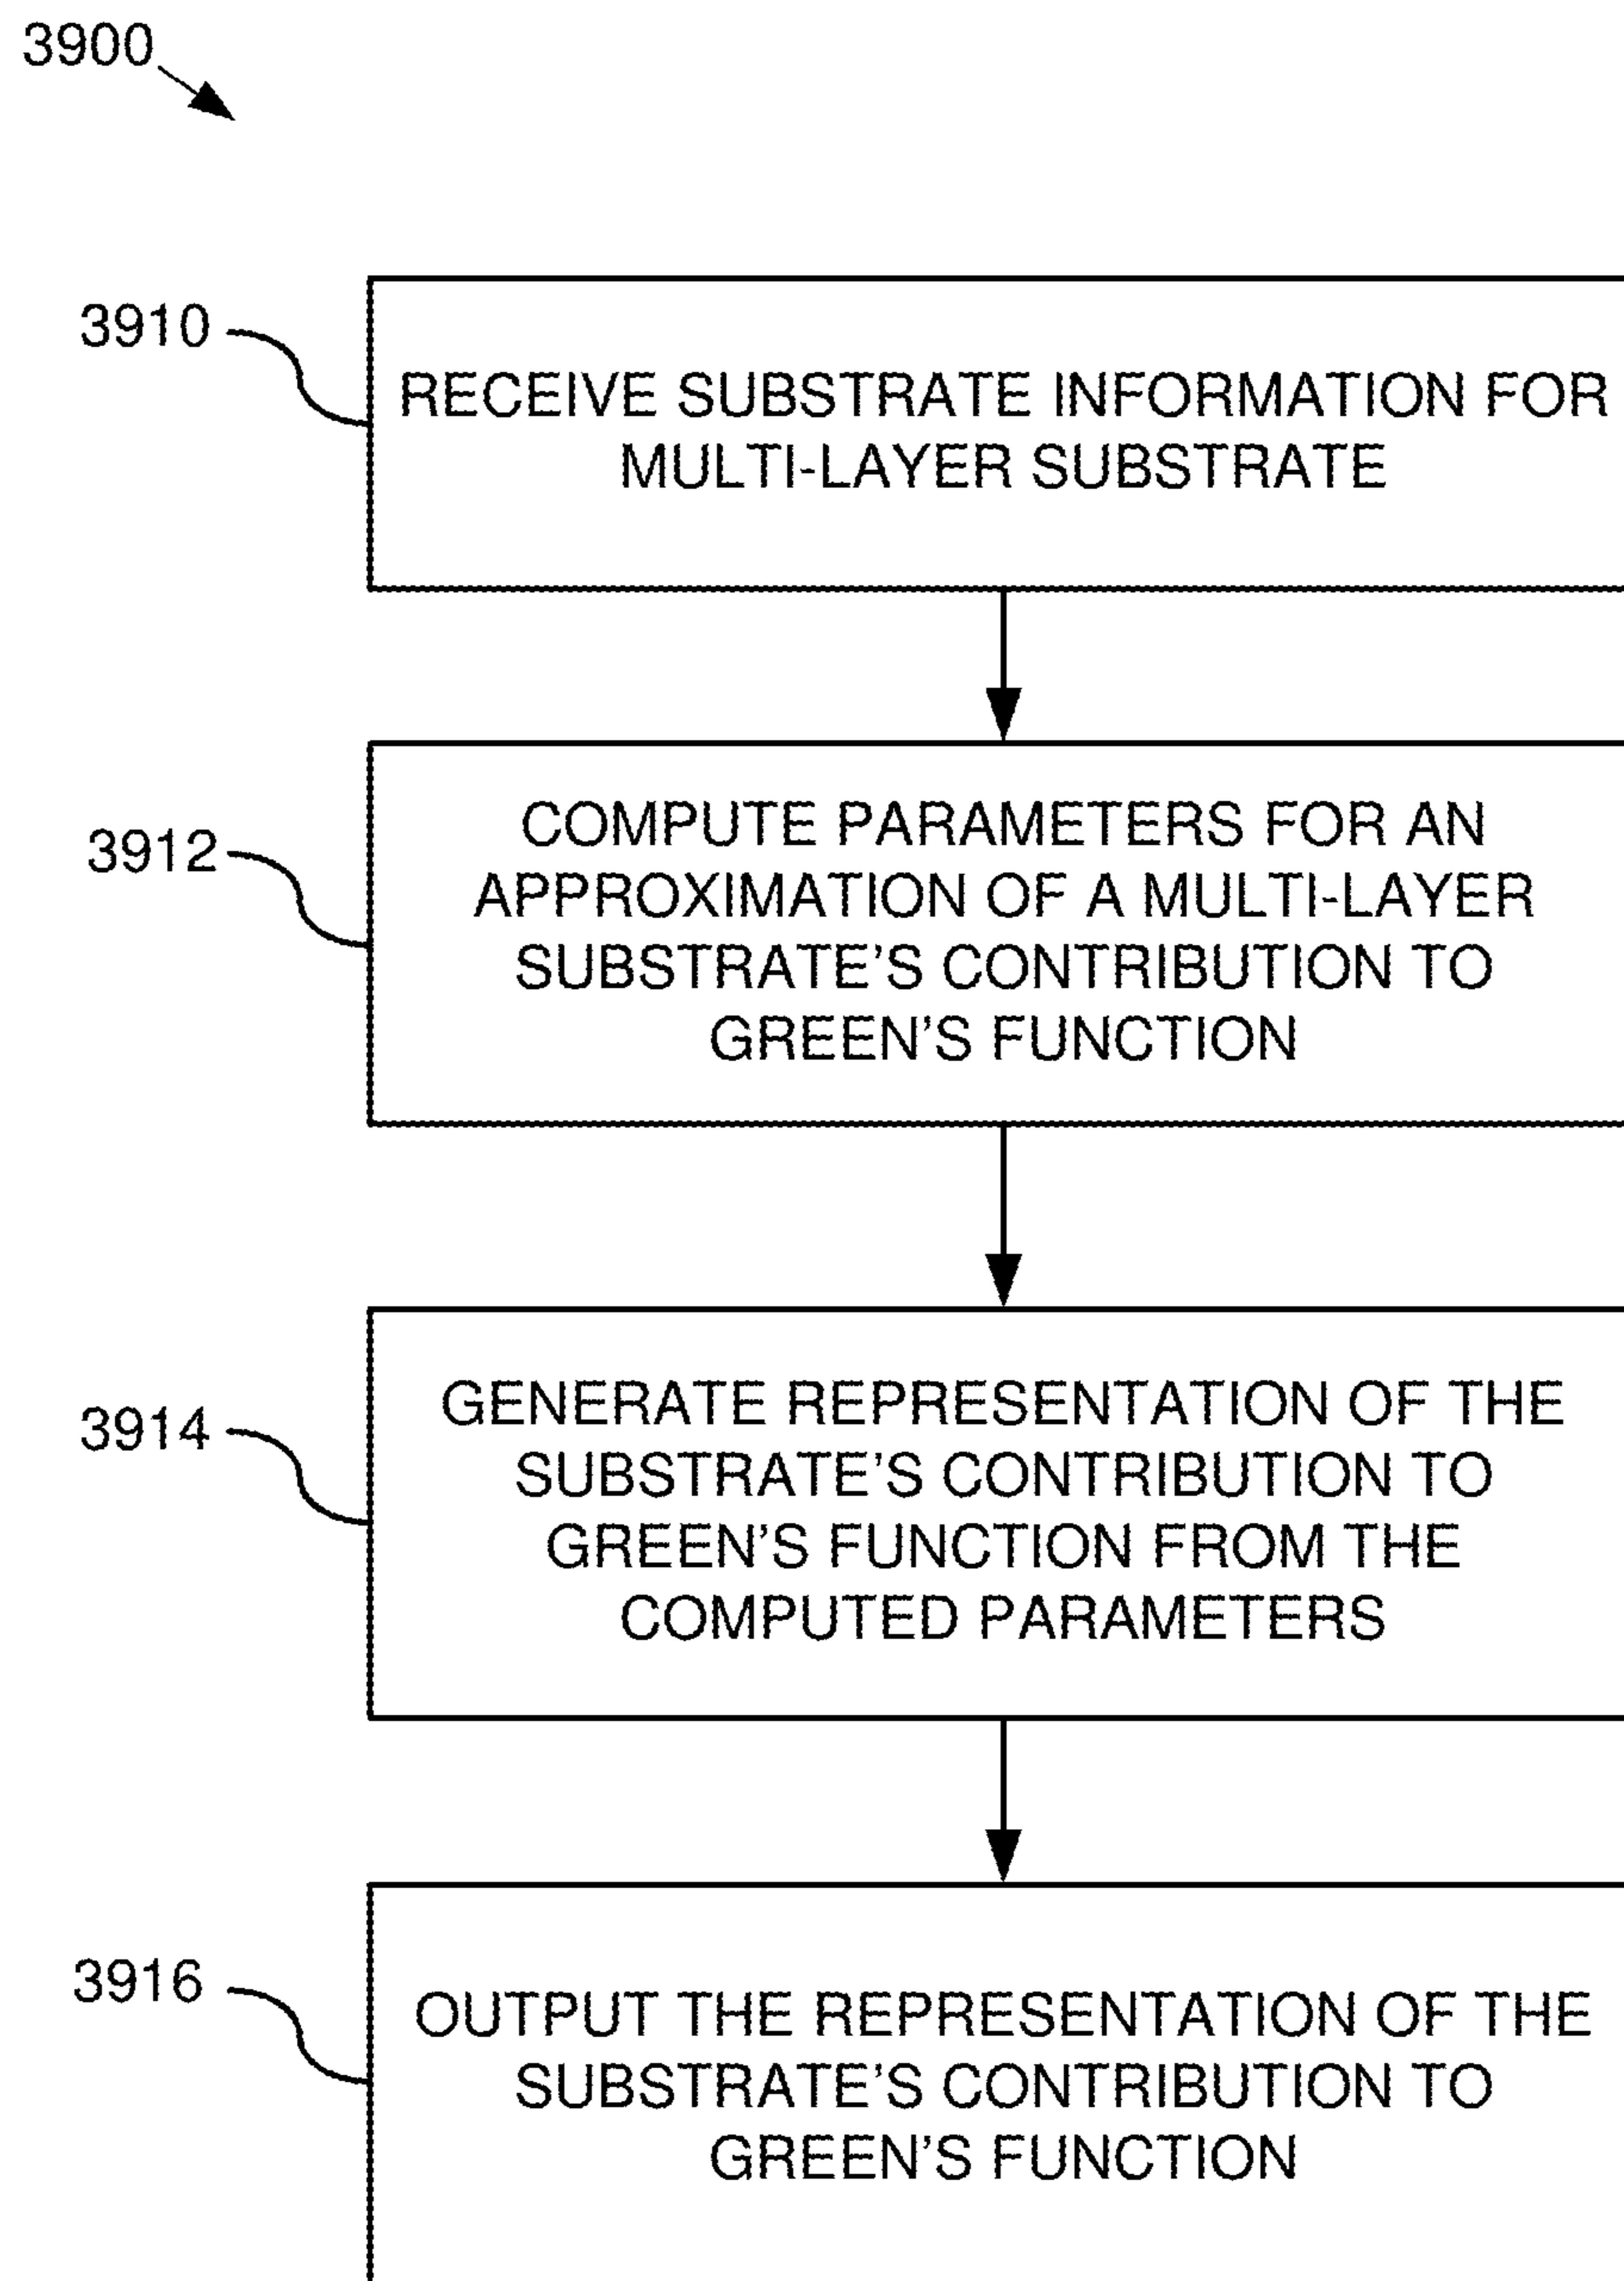 3900
3910
RECEIVE SUBSTRATE INFORMATION FOR
MULTI-LAYER SUBSTRATE
3912
COMPUTE PARAMETERS FOR AN
APPROXIMATION OF A MULTI-LAYER
SUBSTRATE'S CONTRIBUTION TO
GREEN'S FUNCTION
3914
GENERATE REPRESENTATION OF THE
SUBSTRATE'S CONTRIBUTION TO
GREEN'S FUNCTION FROM THE
COMPUTED PARAMETERS
3916
OUTPUT THE REPRESENTATION OF THE
SUBSTRATE'S CONTRIBUTION TO
GREEN'S FUNCTION